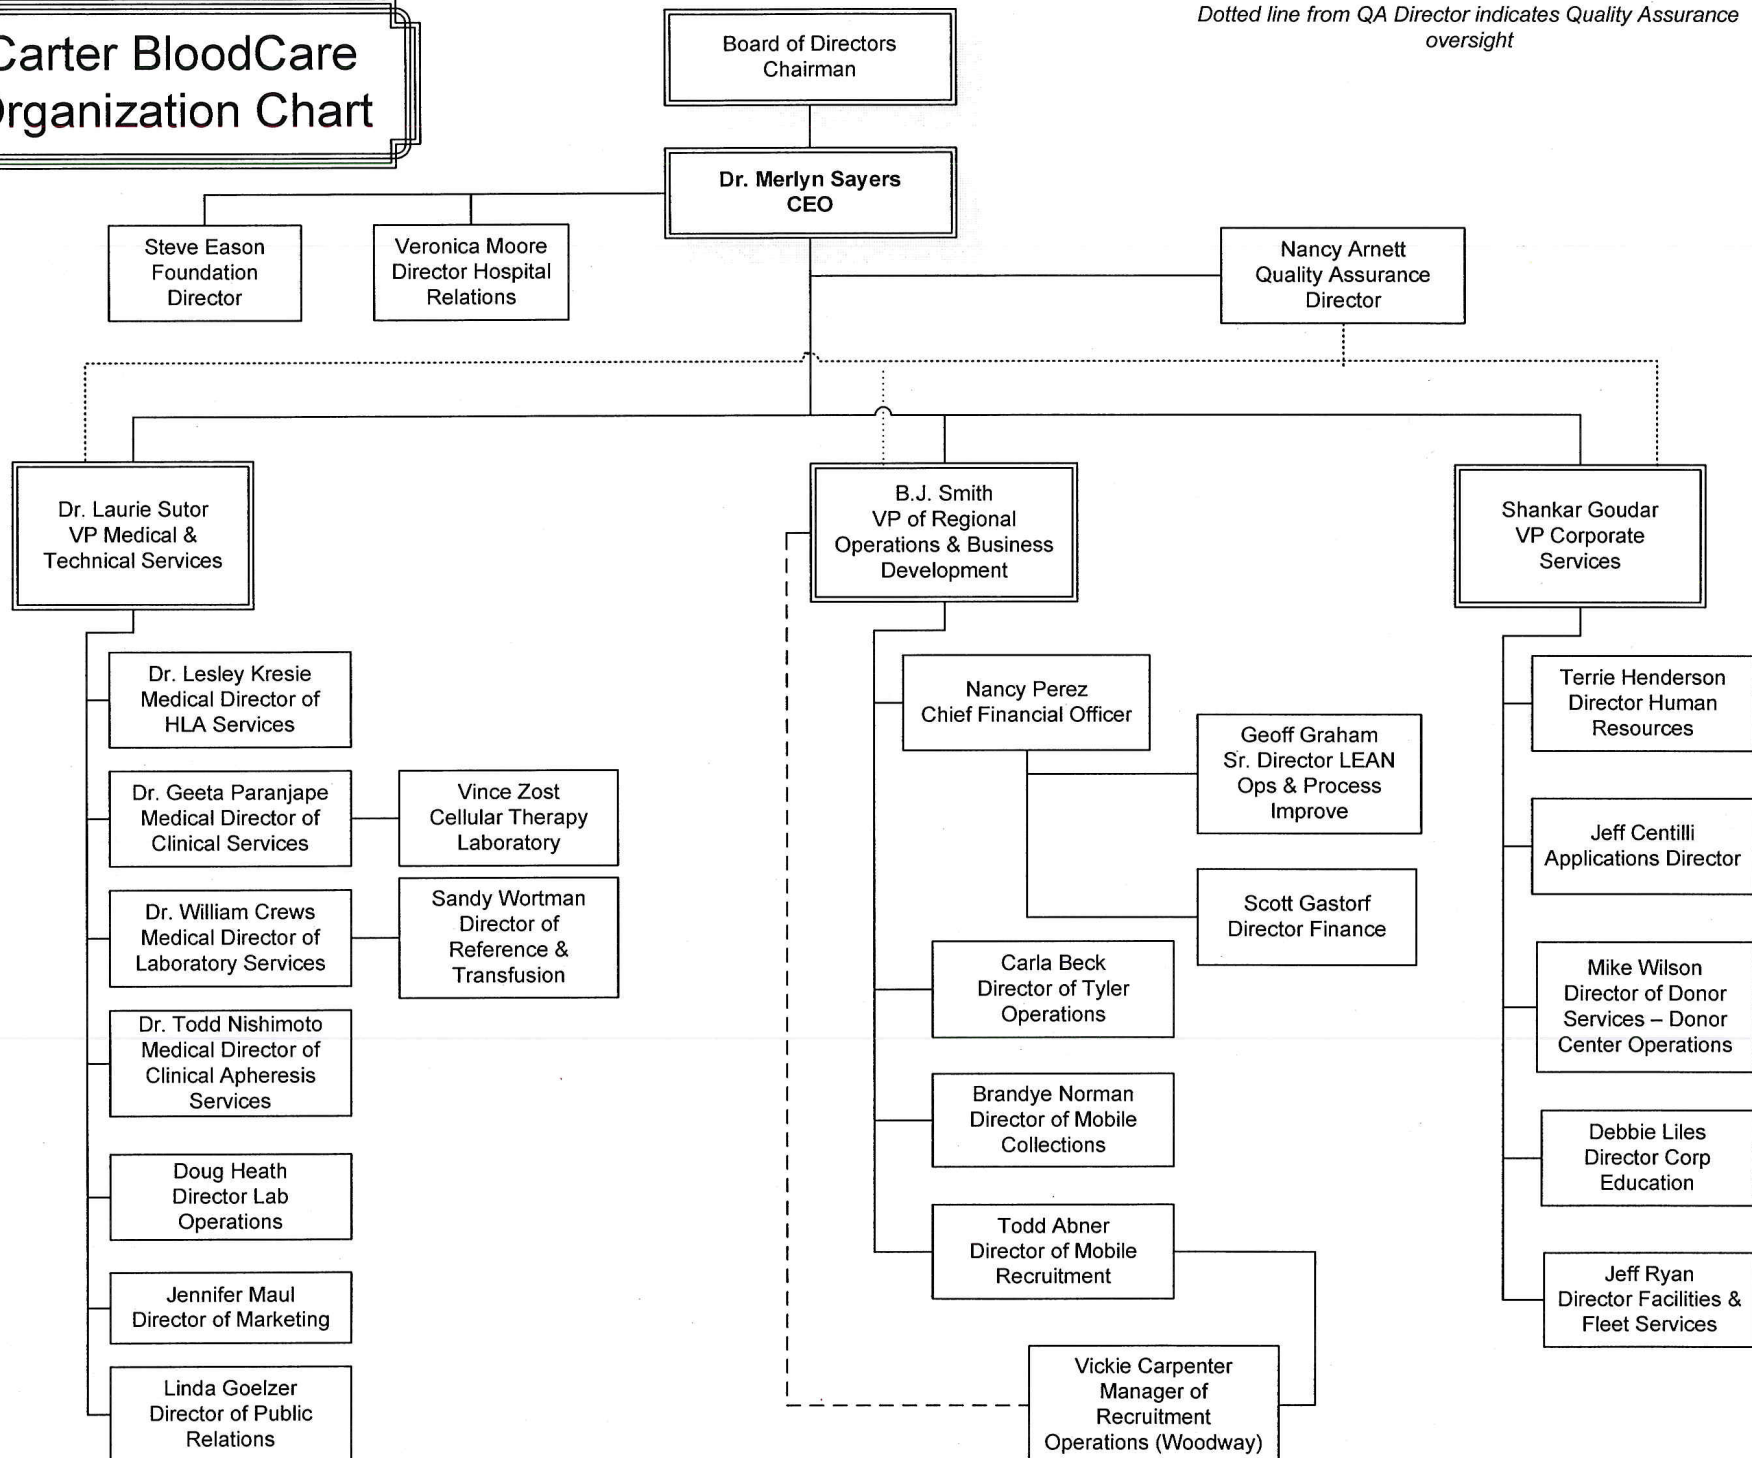 Carter BloodCare
Organization Chart
Dotted line from QA Director indicates Quality Assurance
oversight
Board of Directors
Chairman
Dr. Merlyn Sayers
CEO
Steve Eason
Foundation
Director
Veronica Moore
Director Hospital
Relations
Nancy Arnett
Quality Assurance
Director
Dr. Laurie Sutor
VP Medical &
Technical Services
B.J. Smith
VP of Regional
Operations & Business
Development
Shankar Goudar
VP Corporate
Services
Dr. Lesley Kresie
Medical Director of
HLA Services
Dr. Geeta Paranjape
Medical Director of
Clinical Services
Vince Zost
Cellular Therapy
Laboratory
Dr. William Crews
Medical Director of
Laboratory Services
Sandy Wortman
Director of
Reference &
Transfusion
Dr. Todd Nishimoto
Medical Director of
Clinical Apheresis
Services
Doug Heath
Director Lab
Operations
Jennifer Maul
Director of Marketing
Linda Goelzer
Director of Public
Relations
Nancy Perez
Chief Financial Officer
Geoff Graham
Sr. Director LEAN
Ops & Process
Improve
Scott Gastorf
Director Finance
Carla Beck
Director of Tyler
Operations
Brandye Norman
Director of Mobile
Collections
Todd Abner
Director of Mobile
Recruitment
Vickie Carpenter
Manager of
Recruitment
Operations (Woodway)
Terrie Henderson
Director Human
Resources
Jeff Centilli
Applications Director
Mike Wilson
Director of Donor
Services – Donor
Center Operations
Debbie Liles
Director Corp
Education
Jeff Ryan
Director Facilities &
Fleet Services